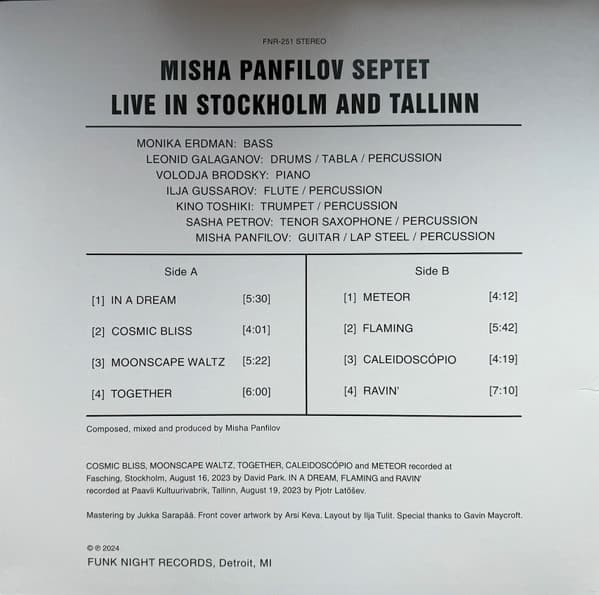 FNR-251 STEREO
MISHA PANFILOV SEPTET
LIVE IN STOCKHOLM AND TALLINN
MONIKA ERDMAN: BASS
LEONID GALAGANOV: DRUMS / TABLA / PERCUSSION
VOLODJA BRODSKY: PIANO
ILJA GUSSAROV: FLUTE / PERCUSSION
KINO TOSHIKI: TRUMPET / PERCUSSION
SASHA PETROV: TENOR SAXOPHONE / PERCUSSION
MISHA PANFILOV: GUITAR / LAP STEEL / PERCUSSION
Side A
[1] IN A DREAM [5:30]
[2] COSMIC BLISS [4:01]
[3] MOONSCAPE WALTZ [5:22]
[4] TOGETHER [6:00]
Side B
[1] METEOR [4:12]
[2] FLAMING [5:42]
[3] CALEIDOSCÓPIO [4:19]
[4] RAVIN' [7:10]
Composed, mixed and produced by Misha Panfilov
COSMIC BLISS, MOONSCAPE WALTZ, TOGETHER, CALEIDOSCÓPIO and METEOR recorded at
Fasching, Stockholm, August 16, 2023 by David Park. IN A DREAM, FLAMING and RAVIN'
recorded at Paavli Kultuurivabrik, Tallinn, August 19, 2023 by Pjotr Latõšev.
Mastering by Jukka Sarapää. Front cover artwork by Arsi Keva. Layout by Ilja Tulit. Special thanks to Gavin Maycroft.
© ℗ 2024
FUNK NIGHT RECORDS, Detroit, MI